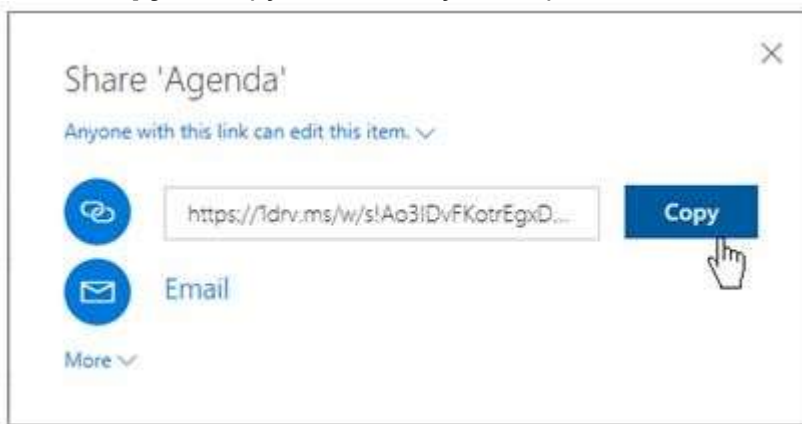 Share 'Agenda'
Anyone with this link can edit this item.
https://1drv.ms/w/s!Ao3IDvFKotrEgxD...
Copy
Email
More